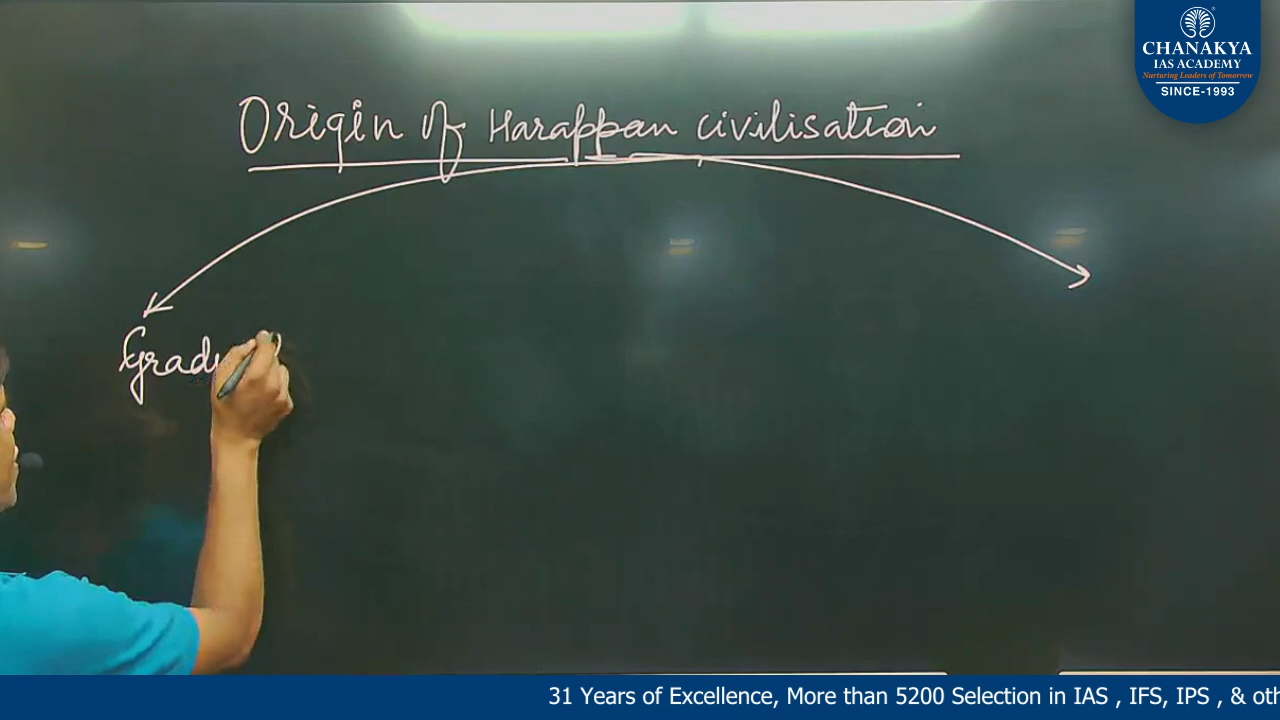 CHANAKYA
IAS ACADEMY
Nurturing Leaders of Tomorrow
SINCE-1993
Origin of Harappan civilisation
Gradu
31 Years of Excellence, More than 5200 Selection in IAS , IFS, IPS , & oth